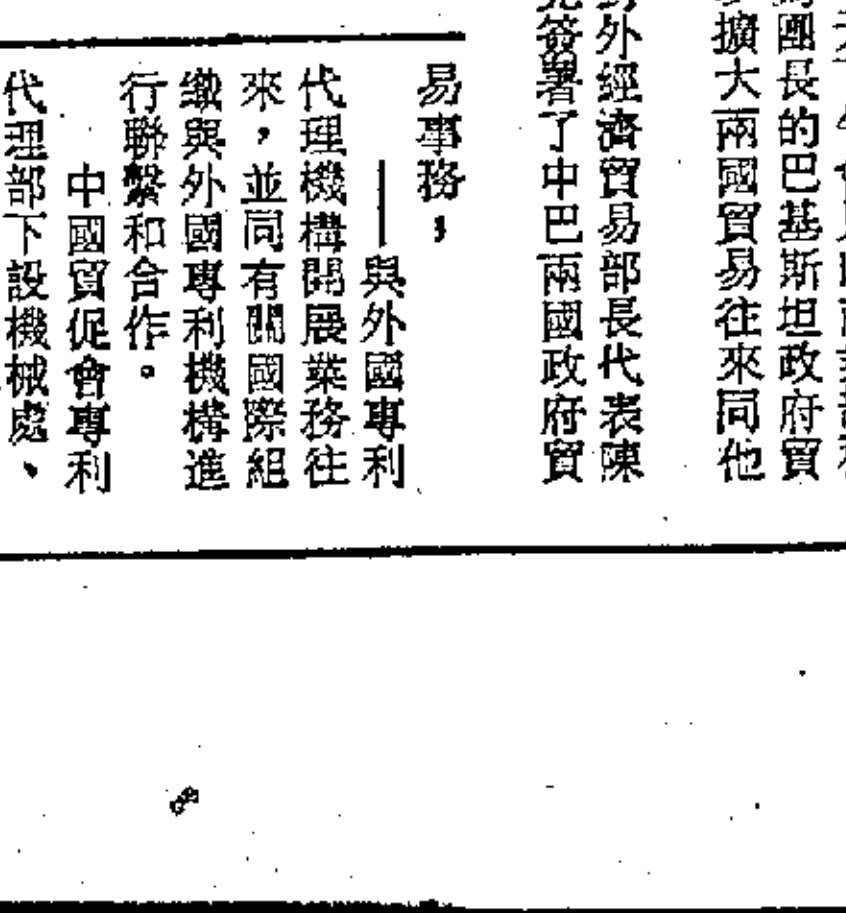 團長的巴基斯坦政府貿
擴大兩國貿易往來同他
外經濟貿易部長代表陳
簽署了中巴兩國政府貿
易事務；
——與外國專利
代理機構開展業務往
來，並同有關國際組
織與外國專利機構進
行聯繫和合作。
中國貿促會專利
代理部下設機械處、